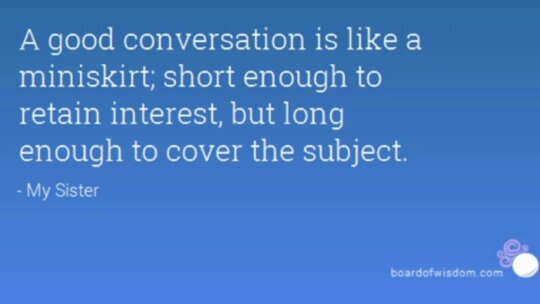 A good conversation is like a
miniskirt; short enough to
retain interest, but long
enough to cover the subject.
- My Sister
boardofwisdom.com